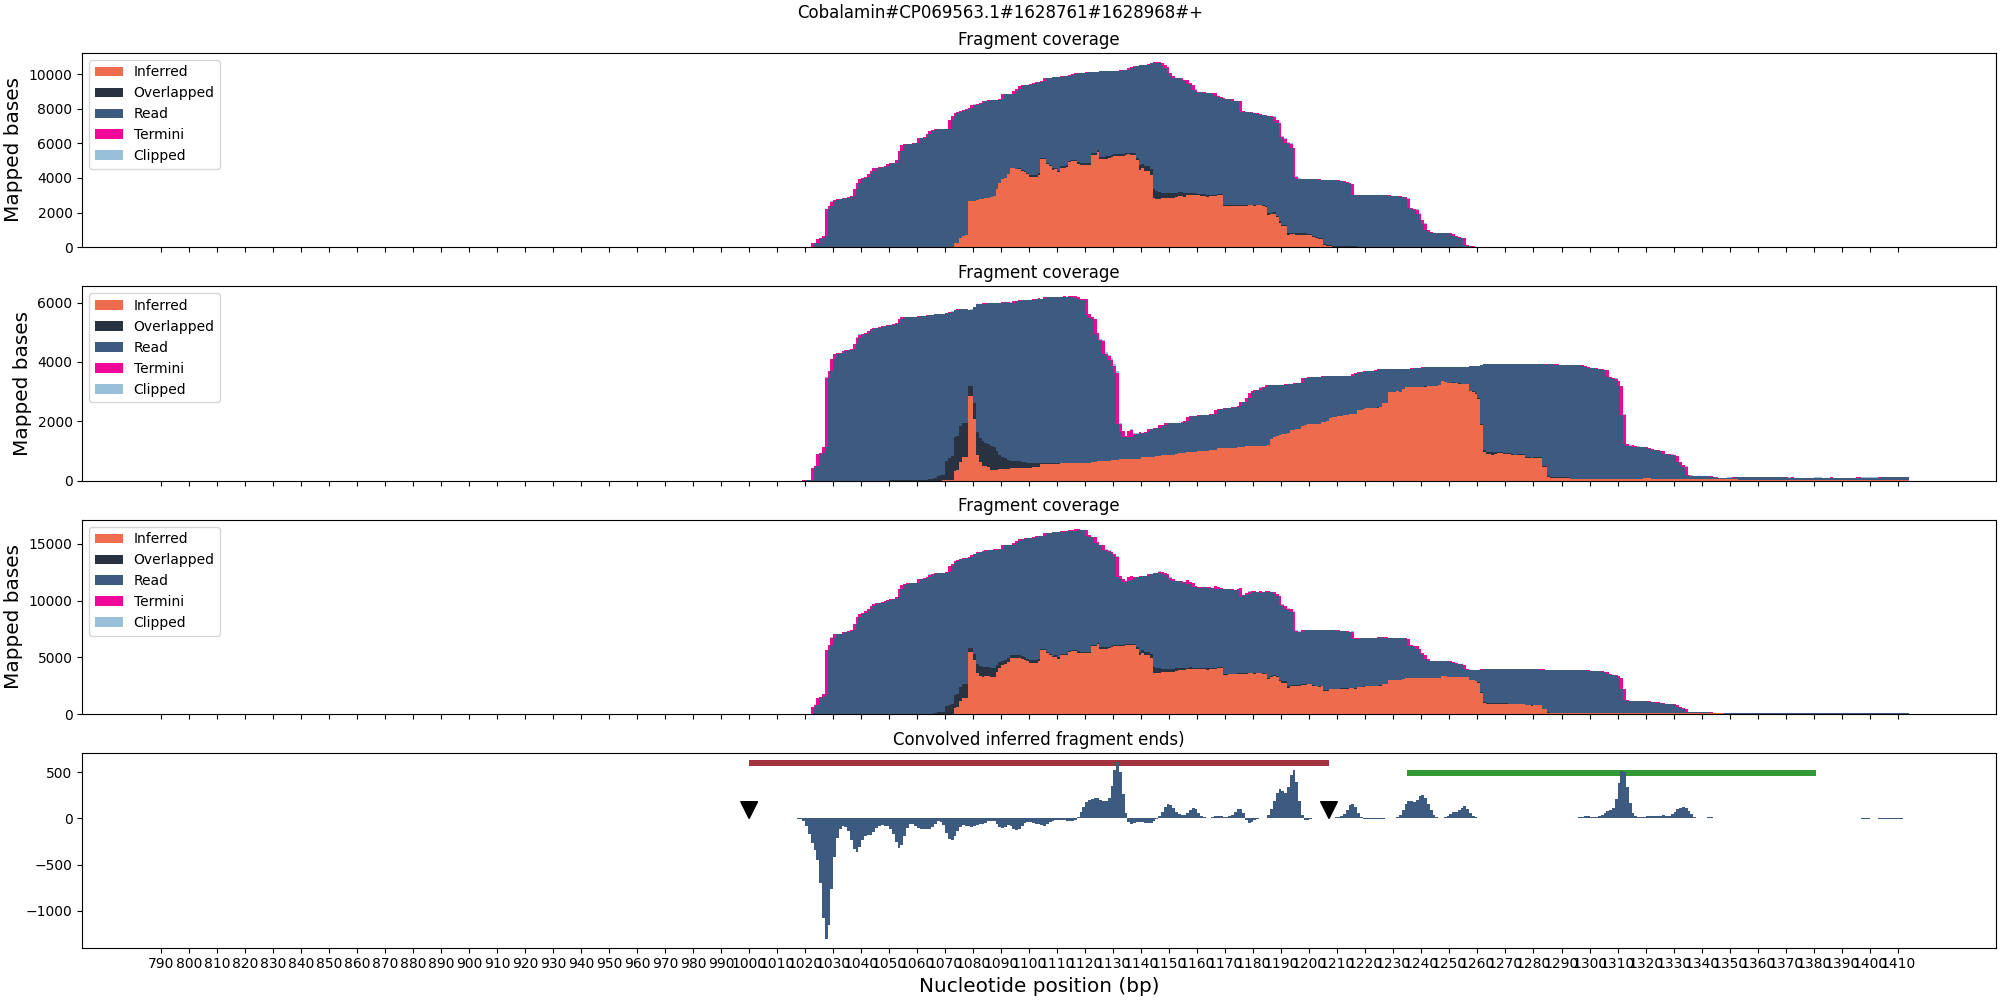 Cobalamin#CP069563.1#1628761#1628968#+
Fragment coverage
Mapped bases
10000
8000
6000
4000
2000
0
Inferred
Overlapped
Read
Termini
Clipped
Fragment coverage
Mapped bases
6000
4000
2000
0
Inferred
Overlapped
Read
Termini
Clipped
Fragment coverage
Mapped bases
15000
10000
5000
0
Inferred
Overlapped
Read
Termini
Clipped
Convolved inferred fragment ends)
500
0
−500
−1000
790 800 810 820 830 840 850 860 870 880 890 900 910 920 930 940 950 960 970 980 990 1000 1010 1020 1030 1040 1050 1060 1070 1080 1090 1100 1110 1120 1130 1140 1150 1160 1170 1180 1190 1200 1210 1220 1230 1240 1250 1260 1270 1280 1290 1300 1310 1320 1330 1340 1350 1360 1370 1380 1390 1400 1410
Nucleotide position (bp)